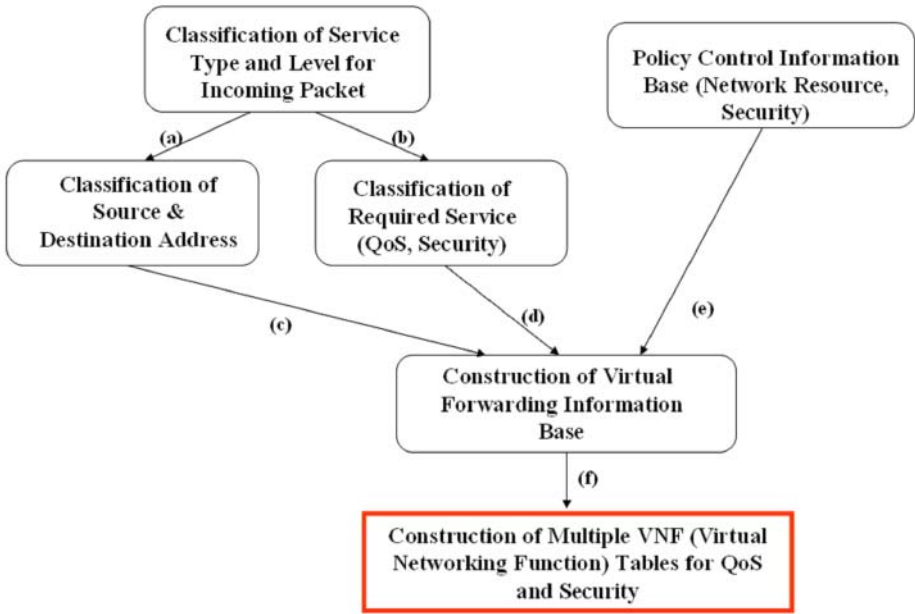 Classification of Service
Type and Level for
Incoming Packet
Policy Control Information
Base (Network Resource,
Security)
(a)
(b)
Classification of
Source &
Destination Address
Classification of
Required Service
(QoS, Security)
(c)
(d)
(e)
Construction of Virtual
Forwarding Information
Base
(f)
Construction of Multiple VNF (Virtual
Networking Function) Tables for QoS
and Security